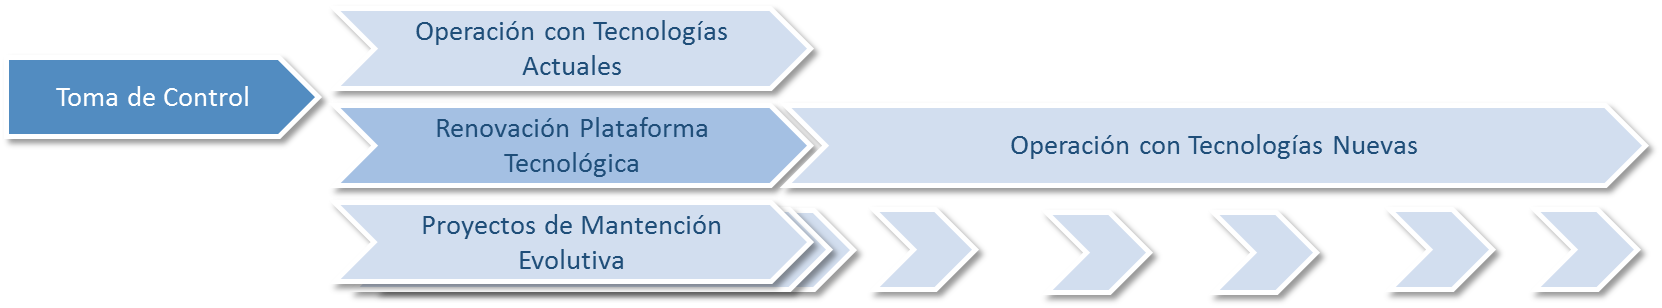 Toma de Control
Operación con Tecnologías
Actuales
Renovación Plataforma
Tecnológica
Operación con Tecnologías Nuevas
Proyectos de Mantención
Evolutiva